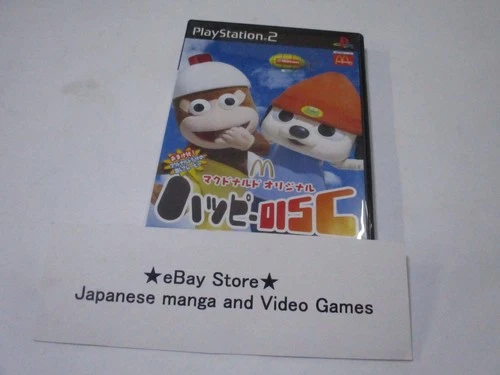 PlayStation.2
マクドナルド オリジナル
ハッピーDISC
★eBay Store★
Japanese manga and Video Games